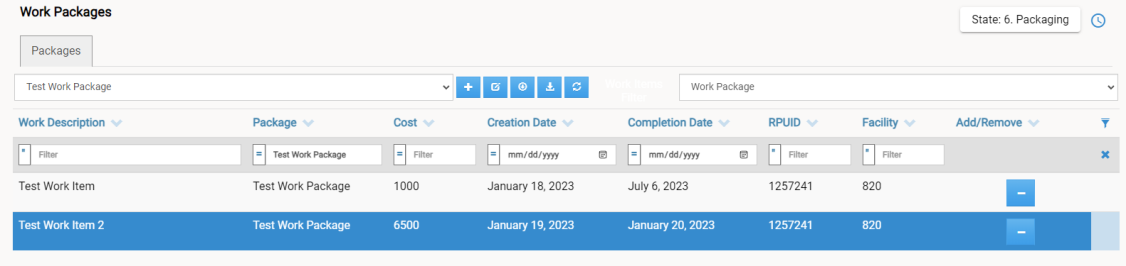 Work Packages
State: 6. Packaging
Packages
Test Work Package
Work Items
Filter
Work Package
Work Description Package Cost Creation Date Completion Date RPUID Facility Add/Remove
* Filter = Test Work Package = Filter = mm/dd/yyyy = mm/dd/yyyy * Filter * Filter
Test Work Item Test Work Package 1000 January 18, 2023 July 6, 2023 1257241 820
Test Work Item 2 Test Work Package 6500 January 19, 2023 January 20, 2023 1257241 820